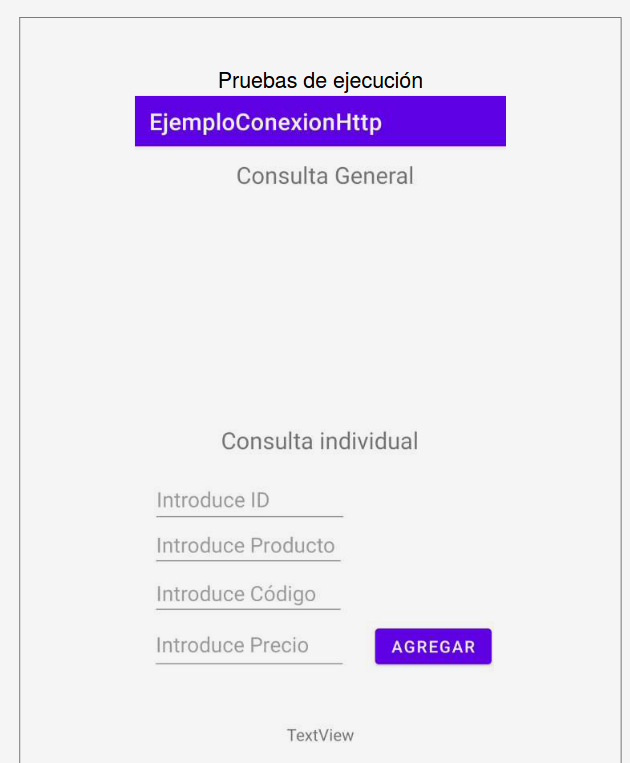 Pruebas de ejecución
EjemploConexionHttp
Consulta General
Consulta individual
Introduce ID
Introduce Producto
Introduce Código
Introduce Precio
AGREGAR
TextView